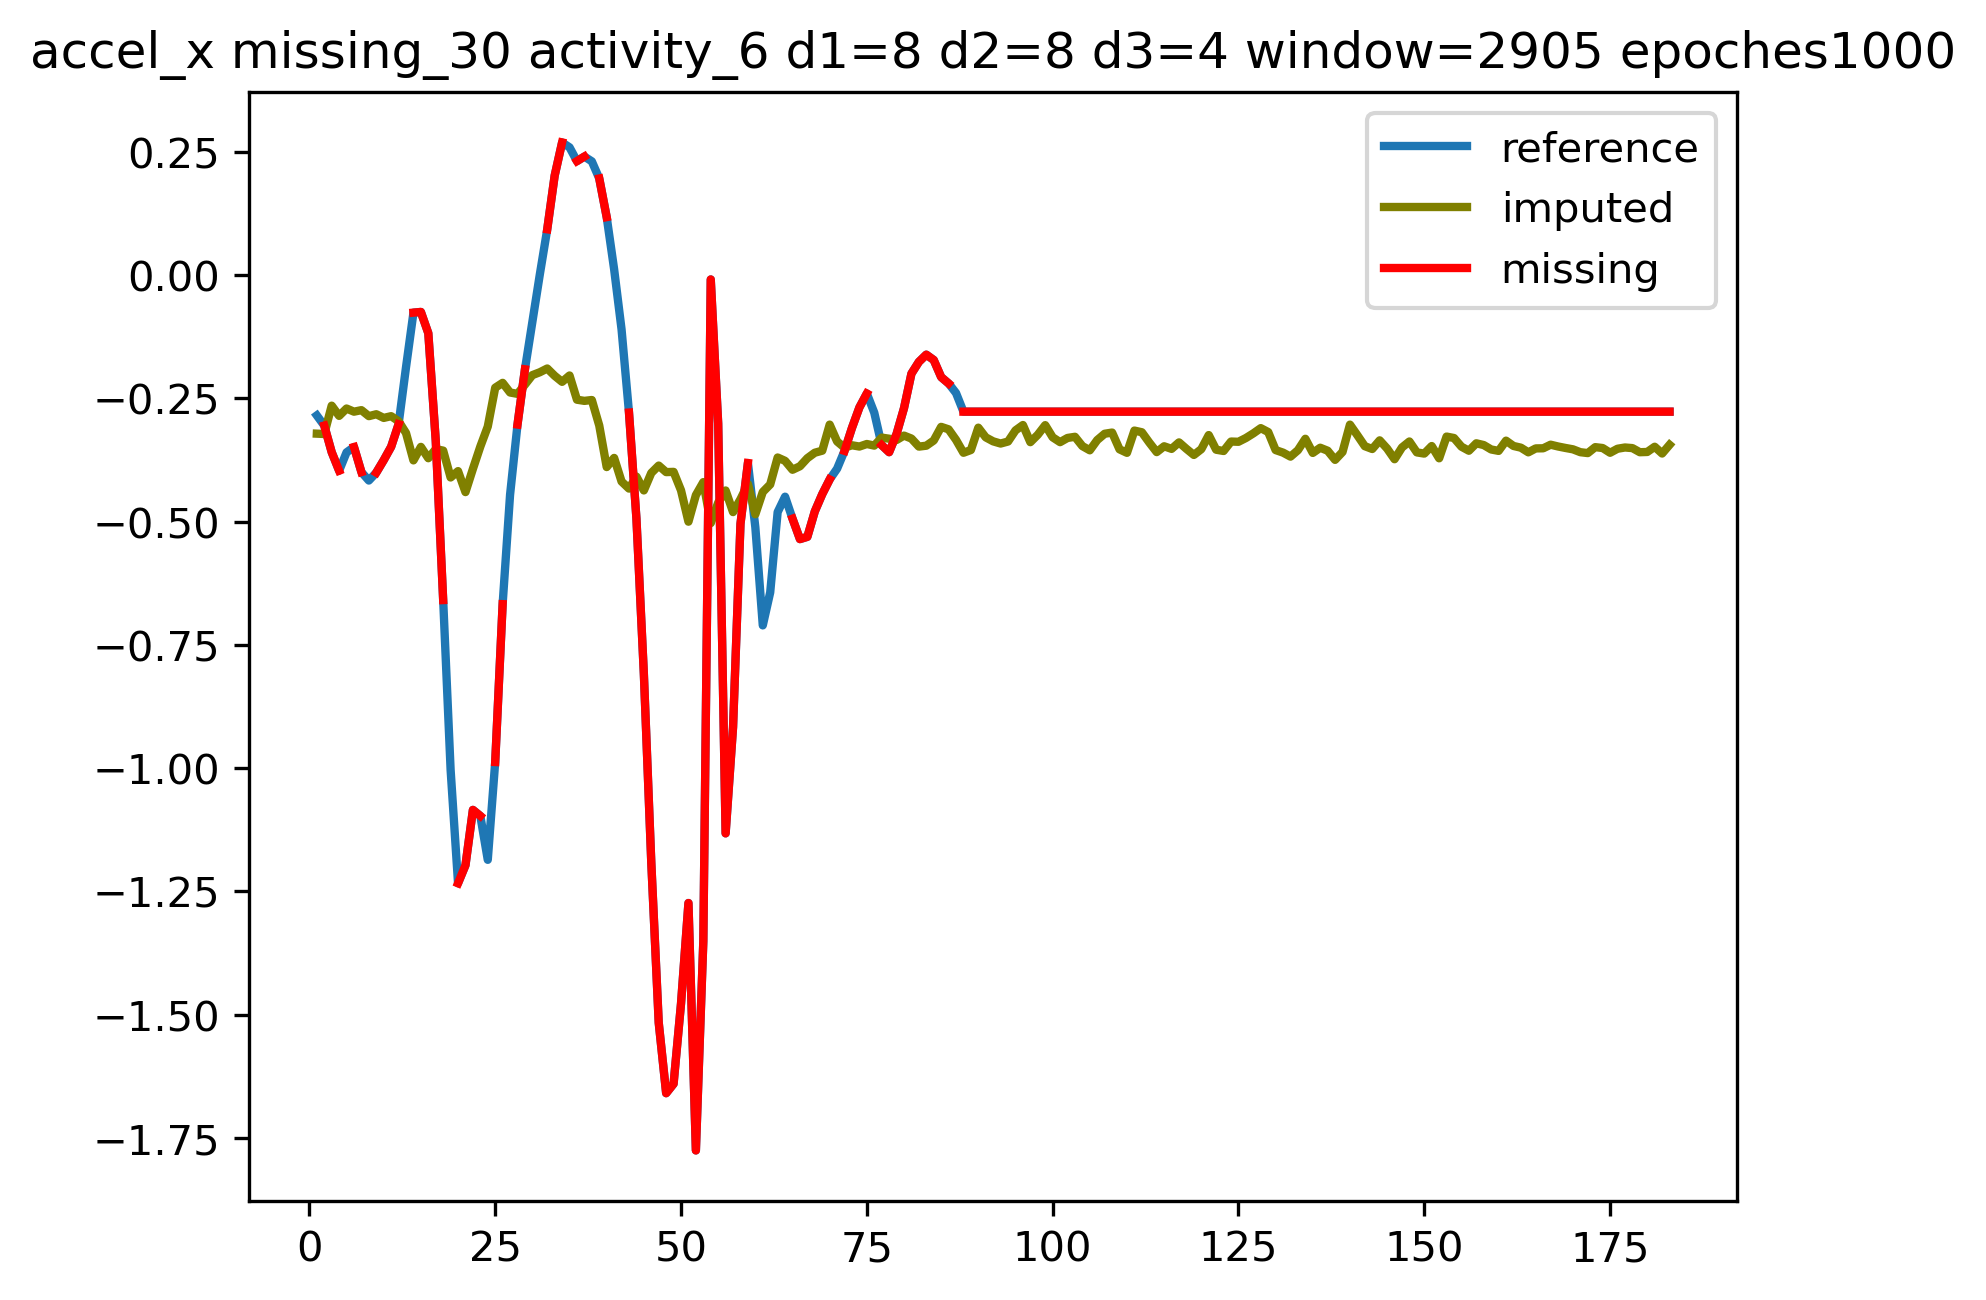 accel_x missing_30 activity_6 d1=8 d2=8 d3=4 window=2905 epoches1000
reference
imputed
missing
0.25
0.00
−0.25
−0.50
−0.75
−1.00
−1.25
−1.50
−1.75
0 25 50 75 100 125 150 175